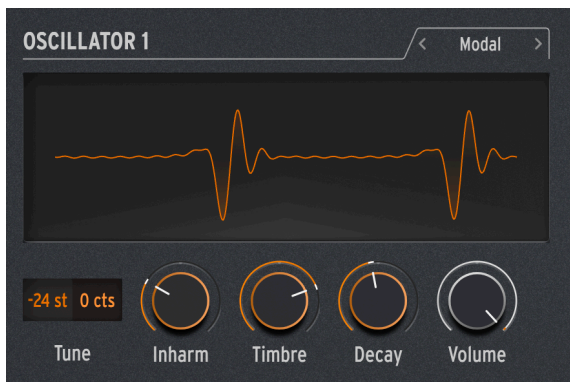 OSCILLATOR 1
< Modal >
-24 st 0 cts
Tune Inharm Timbre Decay Volume